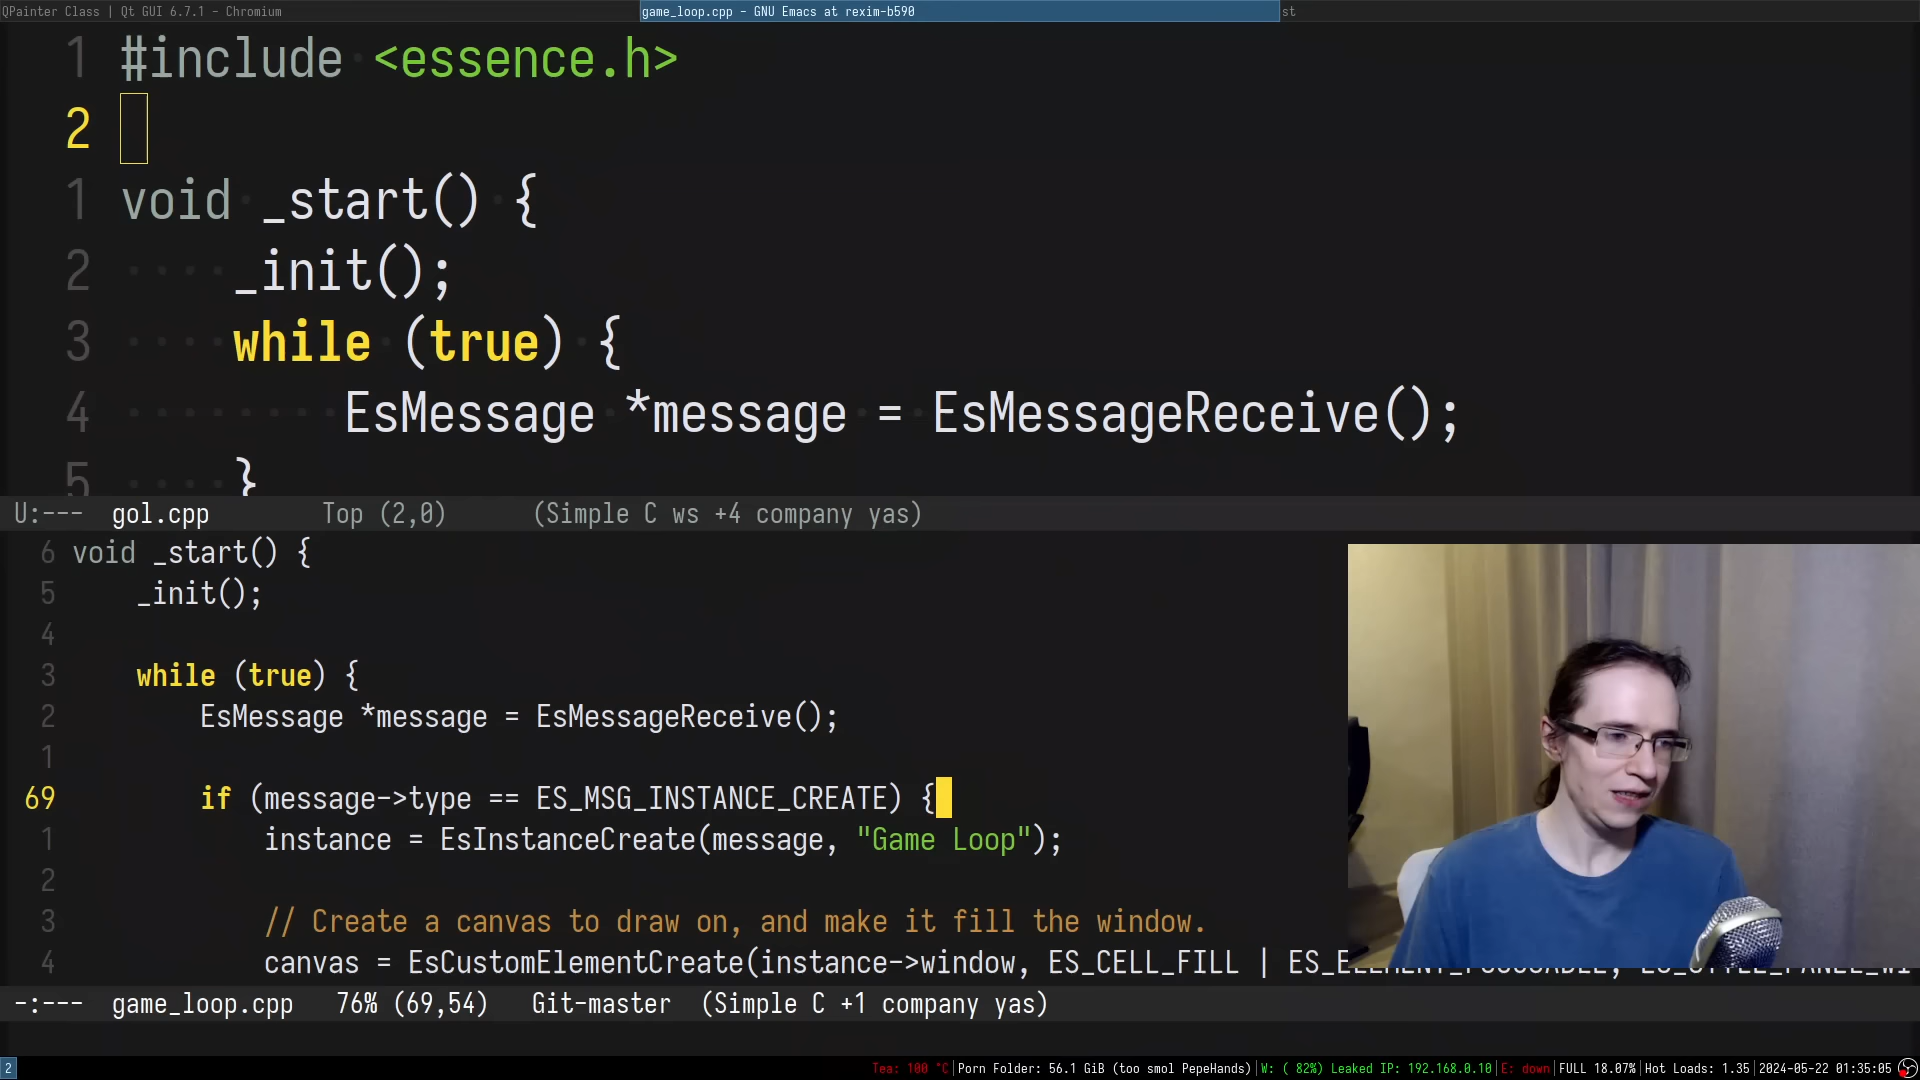 QPainter Class | Qt GUI 6.7.1 - Chromium
game_loop.cpp - GNU Emacs at rexim-b590
st
1 #include <essence.h>
2
1 void _start() {
2 _init();
3 while (true) {
4 EsMessage *message = EsMessageReceive();
5 }
U:--- gol.cpp Top (2,0) (Simple C ws +4 company yas)
6 void _start() {
5 _init();
4
3 while (true) {
2 EsMessage *message = EsMessageReceive();
1
69 if (message->type == ES_MSG_INSTANCE_CREATE) {
1 instance = EsInstanceCreate(message, "Game Loop");
2
3 // Create a canvas to draw on, and make it fill the window.
4 canvas = EsCustomElementCreate(instance->window, ES_CELL_FILL |
-:--- game_loop.cpp 76% (69,54) Git-master (Simple C +1 company yas)
2 Tea: 100 °C|Porn Folder: 56.1 GiB (too smol PepeHands)|W: ( 82%) Leaked IP: 192.168.0.10|E: down|FULL 18.07%|Hot Loads: 1.35|2024-05-22 01:35:05